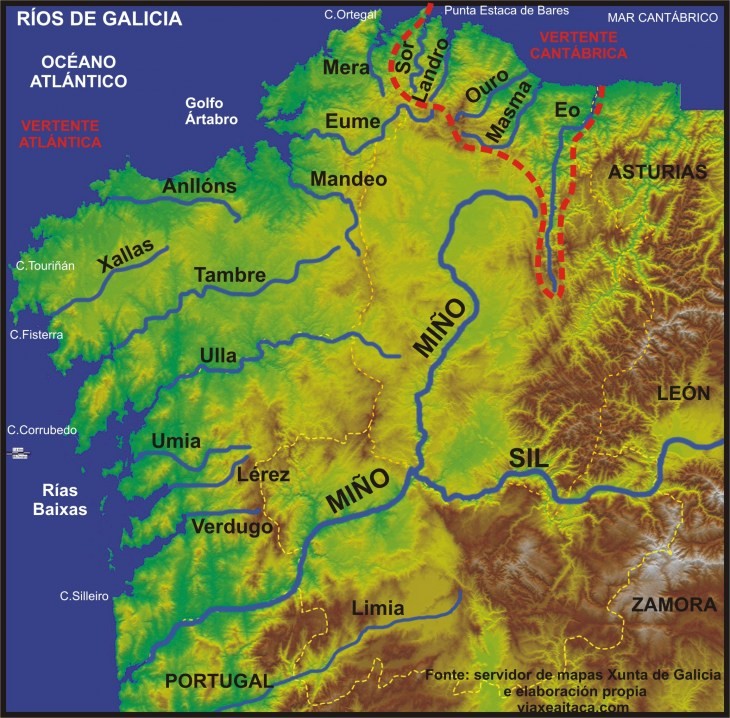 RÍOS DE GALICIA
C.Ortegal
Punta Estaca de Bares
MAR CANTÁBRICO
OCÉANO
ATLÁNTICO
VERTENTE
CANTÁBRICA
Mera
Sor
Landro
Ouro
Masma
Eo
Golfo
Ártabro
VERTENTE
ATLÁNTICA
Eume
Anllóns
Mandeo
ASTURIAS
Xallas
C.Touriñán
Tambre
C.Fisterra
MIÑO
Ulla
LEÓN
C.Corrubedo
Umia
SIL
Lérez
MIÑO
Rías
Baixas
Verdugo
C.Silleiro
Limia
ZAMORA
PORTUGAL
Fonte: servidor de mapas Xunta de Galicia
e elaboración propia
viaxeaitaca.com